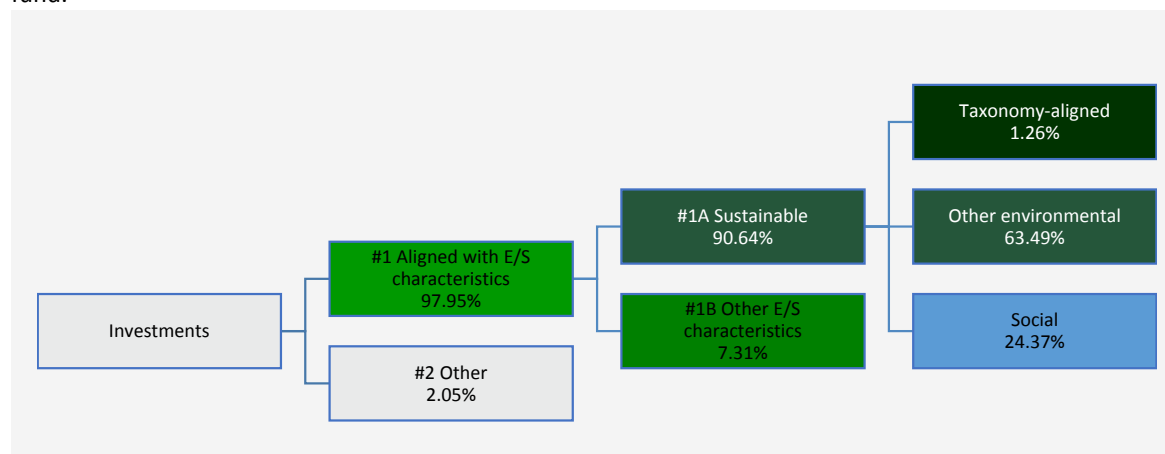 fund.
Taxonomy-aligned
1.26%
#1A Sustainable
90.64%
Other environmental
63.49%
#1 Aligned with E/S
characteristics
97.95%
#1B Other E/S
characteristics
7.31%
Social
24.37%
Investments
#2 Other
2.05%